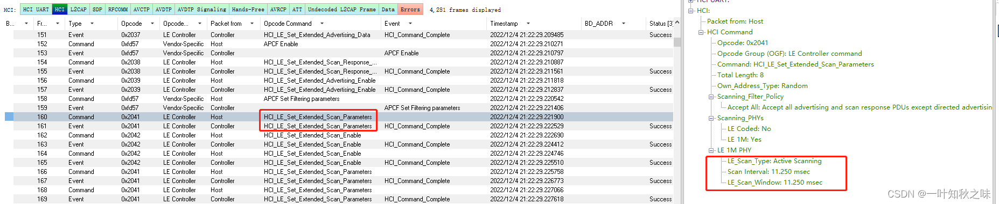 HCI: HCI UART HCI L2CAP SDP RFCOMM AVCTP AVDTP AVDTP Signaling Hands-Free AVRCP ATT Undecoded L2CAP Frame Data Errors 4,281 frames displayed
B... Fr... Type Opcode Opcode... Packet from Opcode Command Event Timestamp BD_ADDR Status [3]
151 Event 0x2037 LE Controller Controller HCI_LE_Set_Extended_Advertising_Data HCI_Command_Complete 2022/12/4 21:22:29.209485 Success
152 Command 0xfd57 Vendor-Specific Host APCF Enable 2022/12/4 21:22:29.210271
153 Event 0xfd57 Vendor-Specific Controller APCF Enable 2022/12/4 21:22:29.210797
154 Command 0x2038 LE Controller Host HCI_LE_Set_Extended_Scan_Response_... 2022/12/4 21:22:29.210887
155 Event 0x2038 LE Controller Controller HCI_LE_Set_Extended_Scan_Response_... HCI_Command_Complete 2022/12/4 21:22:29.211561 Success
156 Command 0x2039 LE Controller Host HCI_LE_Set_Extended_Advertising_Enable 2022/12/4 21:22:29.211818
157 Event 0x2039 LE Controller Controller HCI_LE_Set_Extended_Advertising_Enable HCI_Command_Complete 2022/12/4 21:22:29.212837 Success
158 Command 0xfd57 Vendor-Specific Host APCF Set Filtering parameters 2022/12/4 21:22:29.220542
159 Event 0xfd57 Vendor-Specific Controller APCF Set Filtering parameters 2022/12/4 21:22:29.221406
160 Command 0x2041 LE Controller Host HCI_LE_Set_Extended_Scan_Parameters 2022/12/4 21:22:29.221900
161 Event 0x2041 LE Controller Controller HCI_LE_Set_Extended_Scan_Parameters HCI_Command_Complete 2022/12/4 21:22:29.222529 Success
162 Command 0x2042 LE Controller Host HCI_LE_Set_Extended_Scan_Enable 2022/12/4 21:22:29.222690
163 Event 0x2042 LE Controller Controller HCI_LE_Set_Extended_Scan_Enable HCI_Command_Complete 2022/12/4 21:22:29.224412 Success
164 Command 0x2042 LE Controller Host HCI_LE_Set_Extended_Scan_Enable 2022/12/4 21:22:29.224746
165 Event 0x2042 LE Controller Controller HCI_LE_Set_Extended_Scan_Enable HCI_Command_Complete 2022/12/4 21:22:29.225510 Success
166 Command 0x2041 LE Controller Host HCI_LE_Set_Extended_Scan_Parameters 2022/12/4 21:22:29.225758
167 Event 0x2041 LE Controller Controller HCI_LE_Set_Extended_Scan_Parameters HCI_Command_Complete 2022/12/4 21:22:29.226773 Success
168 Command 0x2041 LE Controller Host HCI_LE_Set_Extended_Scan_Parameters 2022/12/4 21:22:29.227066
169 Event 0x2041 LE Controller Controller HCI_LE_Set_Extended_Scan_Parameters HCI_Command_Complete 2022/12/4 21:22:29.227618 Success
HCI UART:
HCI:
Packet from: Host
HCI Command
Opcode: 0x2041
Opcode Group (OGF): LE Controller command
Command: HCI_LE_Set_Extended_Scan_Parameters
Total Length: 8
Own_Address_Type: Random
Scanning_Filter_Policy
Accept All: Accept all advertising and scan response PDUs except directed advertising
Scanning_PHYs
LE Coded: No
LE 1M: Yes
LE 1M PHY
LE_Scan_Type: Active Scanning
Scan Interval: 11.250 msec
LE_Scan_Window: 11.250 msec
CSDN @一叶知秋之味